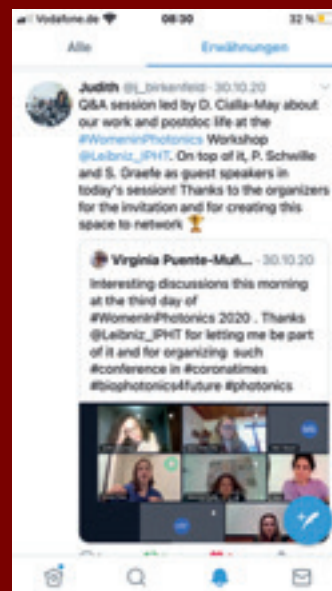 Vodafone.de 08:30 32 %
Alle Erwähnungen
Judith @j_birkenfeld · 30.10.20
Q&A session led by D. Cialla-May about
our work and postdoc life at the
#WomeninPhotonics Workshop
@Leibniz_IPHT. On top of it, P. Schwille
and S. Graefe as guest speakers in
today's session! Thanks to the organizers
for the invitation and for creating this
space to network
Virginia Puente-Muñ... · 30.10.20
Interesting discussions this morning
at the third day of
#WomenInPhotonics 2020 . Thanks
@Leibniz_IPHT for letting me be part
of it and for organizing such
#conference in #coronatimes
#biophotonics4future #photonics